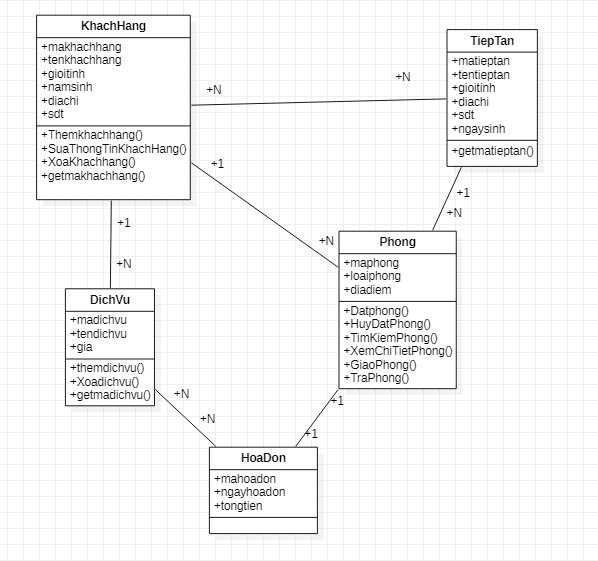 KhachHang
+makhachhang
+tenkhachhang
+gioitinh
+namsinh
+diachi
+sdt
+Themkhachhang()
+SuaThongTinKhachHang()
+XoaKhachhang()
+getmakhachhang()
TiepTan
+matieptan
+tentieptan
+gioitinh
+diachi
+sdt
+ngaysinh
+getmatieptan()
+N
+N
+1
+N
+1
+N
+1
+N
Phong
+maphong
+loaiphong
+diadiem
+Datphong()
+HuyDatPhong()
+TimKiemPhong()
+XemChiTietPhong()
+GiaoPhong()
+TraPhong()
DichVu
+madichvu
+tendichvu
+gia
+themdichvu()
+Xoadichvu()
+getmadichvu()
+N
+N
+1
+1
HoaDon
+mahoadon
+ngayhoadon
+tongtien